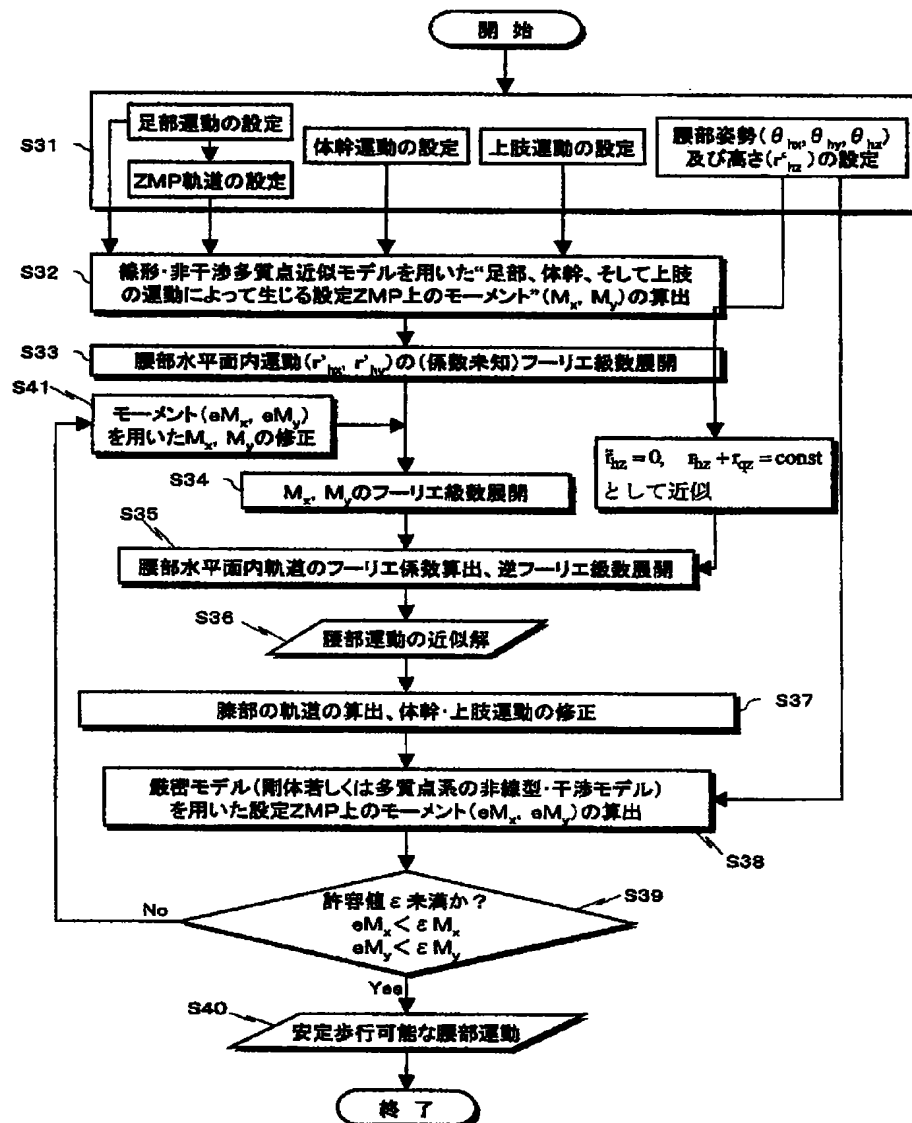 開始
S31
足部運動の設定
ZMP軌道の設定
体幹運動の設定
上肢運動の設定
腰部姿勢(θhx, θhy, θhz)
及び高さ(r'hz)の設定
S32
線形・非干渉多質点近似モデルを用いた“足部、体幹、そして上肢
の運動によって生じる設定ZMP上のモーメント”(Mx, My)の算出
S33
腰部水平面内運動(r'hx, r'hy)の(係数未知)フーリエ級数展開
S41
モーメント(eMx, eMy)
を用いたMx, Myの修正
r̈hz=0, rhz+rqz=const
として近似
S34
Mx, Myのフーリエ級数展開
S35
腰部水平面内軌道のフーリエ係数算出、逆フーリエ級数展開
S36
腰部運動の近似解
S37
膝部の軌道の算出、体幹・上肢運動の修正
厳密モデル(剛体若しくは多質点系の非線型・干渉モデル)
を用いた設定ZMP上のモーメント(eMx, eMy)の算出
S38
S39
許容値ε未満か?
eMx<εMx
eMy<εMy
No
Yes
S40
安定歩行可能な腰部運動
終了